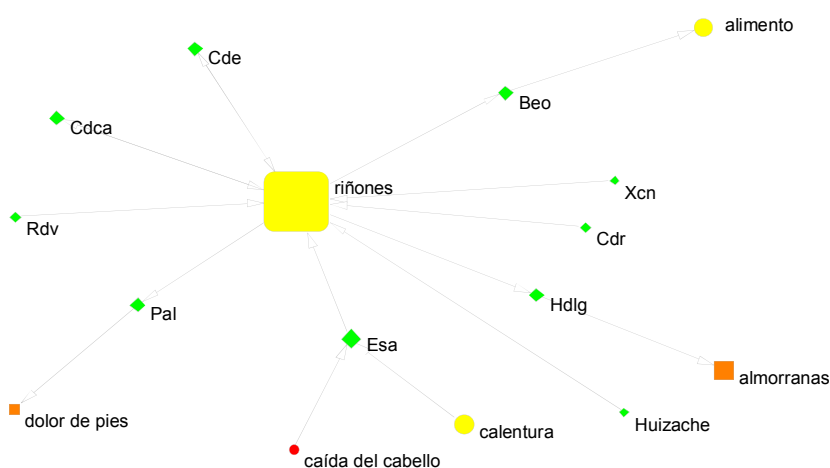 alimento
Cde
Beo
Cdca
riñones
Xcn
Rdv
Cdr
Hdlg
Pal
Esa
almorranas
dolor de pies
calentura
Huizache
caída del cabello